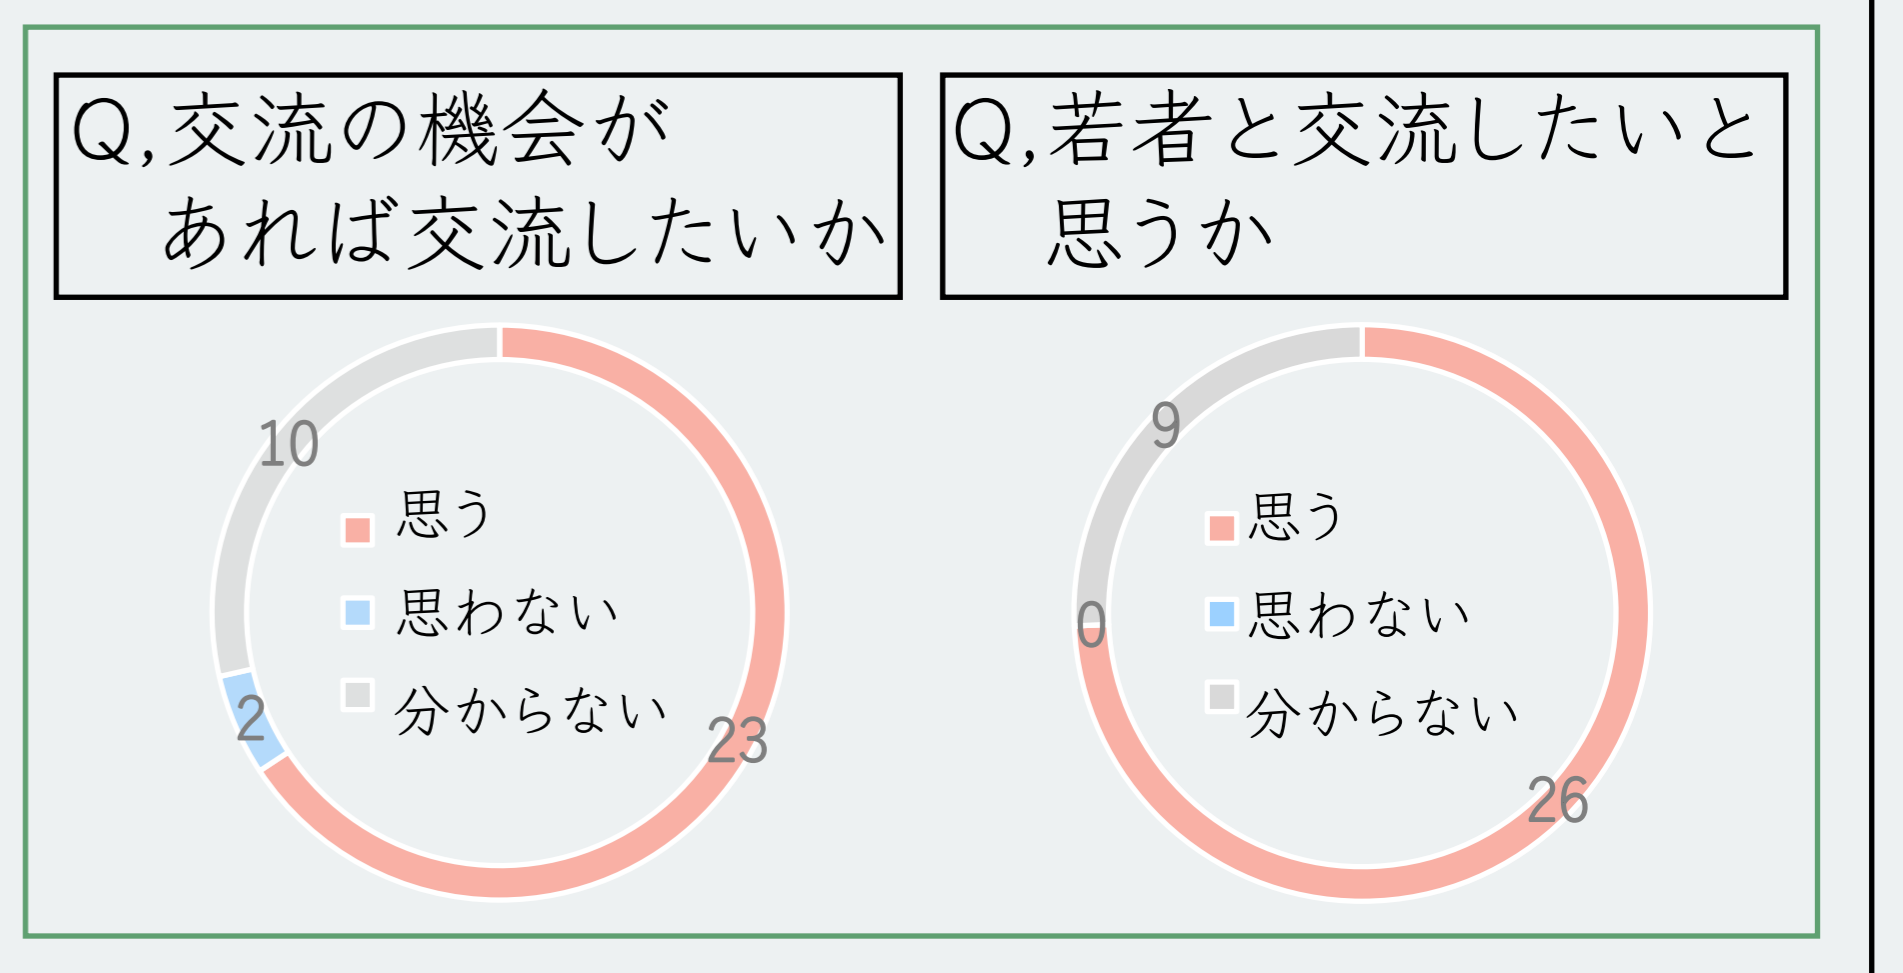 Q,交流の機会が
あれば交流したいか
10
思う
思わない
分からない
2
23
Q,若者と交流したいと
思うか
9
思う
思わない
分からない
0
26